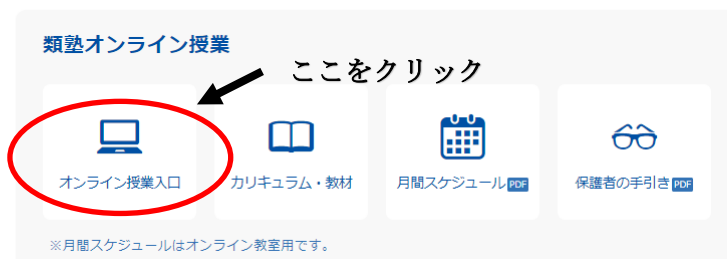 類塾オンライン授業
ここをクリック
オンライン授業入口
カリキュラム・教材
月間スケジュール PDF
保護者の手引き PDF
※月間スケジュールはオンライン教室用です。